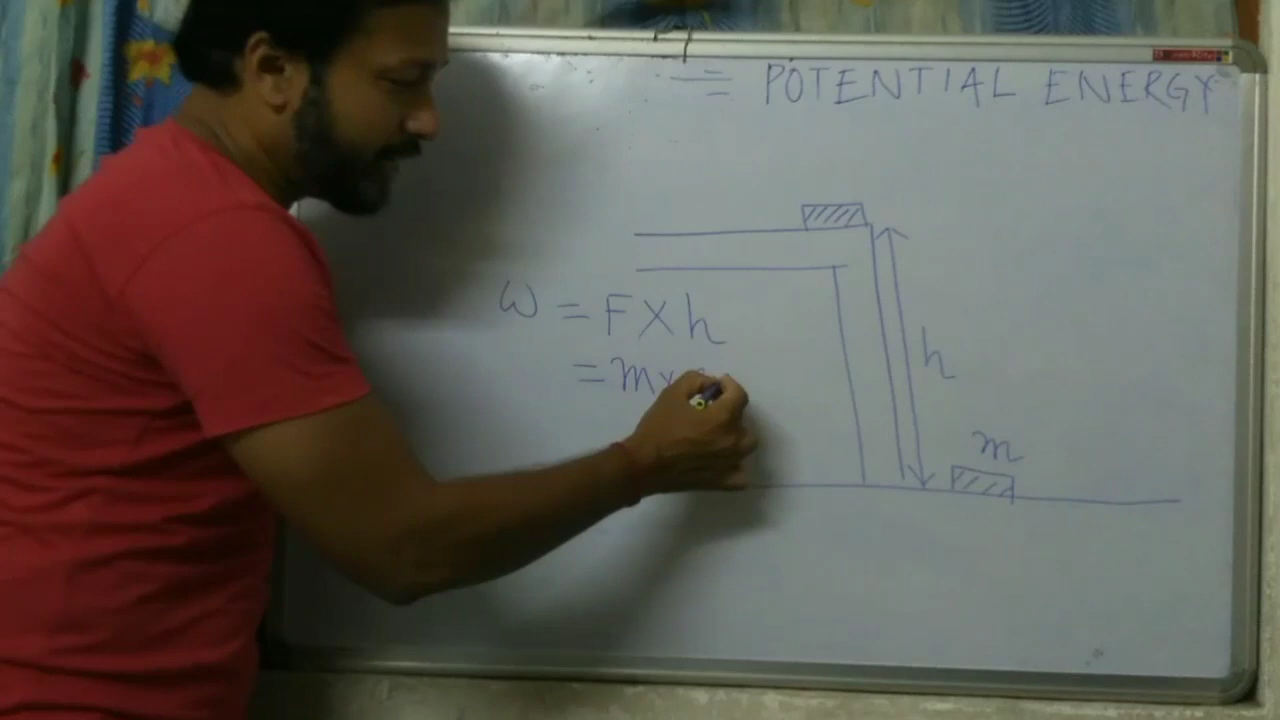 = POTENTIAL ENERGY
W = F X h
= m x
h
m